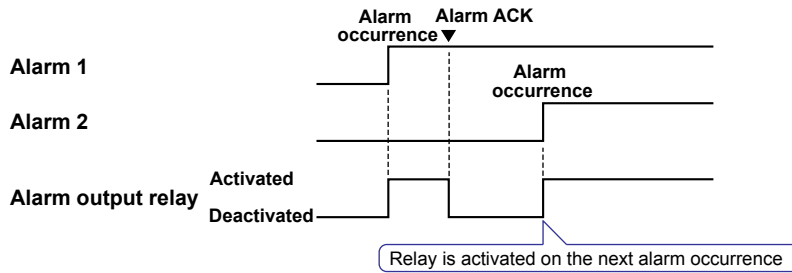 Alarm
occurrence
Alarm ACK
Alarm 1
Alarm
occurrence
Alarm 2
Alarm output relay
Activated
Deactivated
Relay is activated on the next alarm occurrence